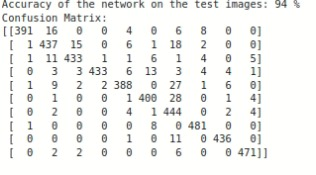 Accuracy of the network on the test images: 94 %
Confusion Matrix:
[[391 16 0 0 4 0 6 8 0 0]
[ 1 437 15 0 6 1 18 2 0 0]
[ 1 11 433 1 1 6 1 4 0 5]
[ 0 3 3 433 6 13 3 4 4 1]
[ 1 9 2 2 388 0 27 1 6 0]
[ 0 1 0 0 1 400 28 0 1 4]
[ 0 2 0 0 4 1 444 0 2 4]
[ 1 0 0 0 0 8 0 481 0 0]
[ 0 0 0 0 1 0 11 0 436 0]
[ 0 2 2 0 0 0 6 0 0 471]]